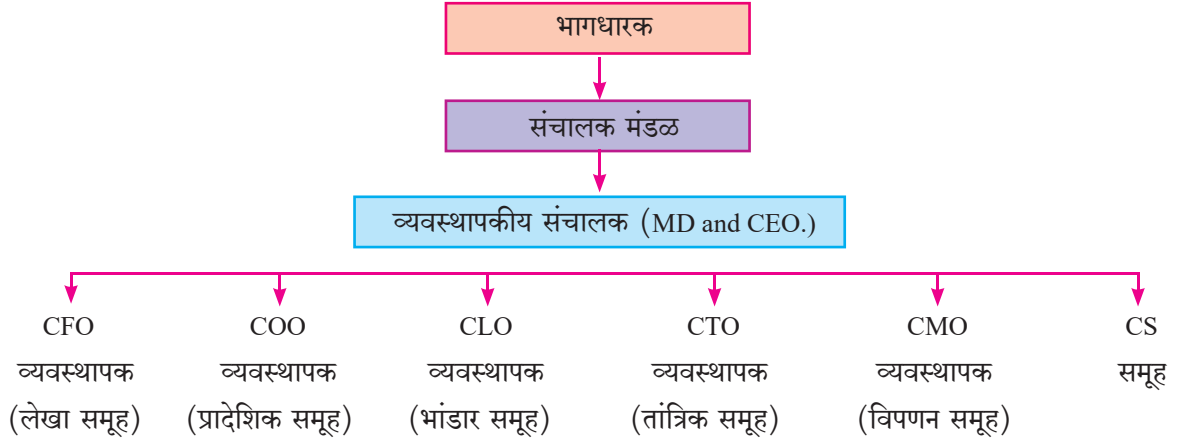 भागधारक
संचालक मंडळ
व्यवस्थापकीय संचालक (MD and CEO.)
CFO COO CLO CTO CMO CS
व्यवस्थापक व्यवस्थापक व्यवस्थापक व्यवस्थापक व्यवस्थापक समूह
(लेखा समूह) (प्रादेशिक समूह) (भांडार समूह) (तांत्रिक समूह) (विपणन समूह)